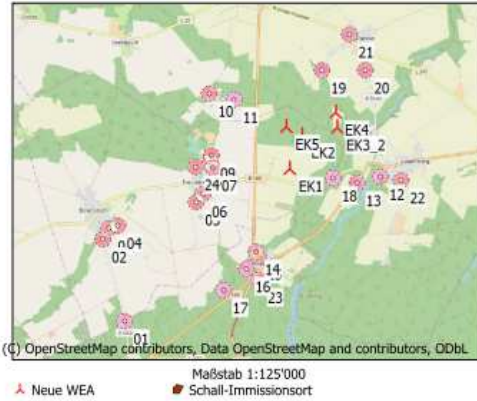 21
19
20
10
11
EK4
EK5
EK2
EK3_2
09
24
07
EK1
18
13
12
22
06
04
02
14
16
23
17
01
(C) OpenStreetMap contributors, Data OpenStreetMap and contributors, ODbL
Maßstab 1:125'000
Neue WEA
Schall-Immissionsort